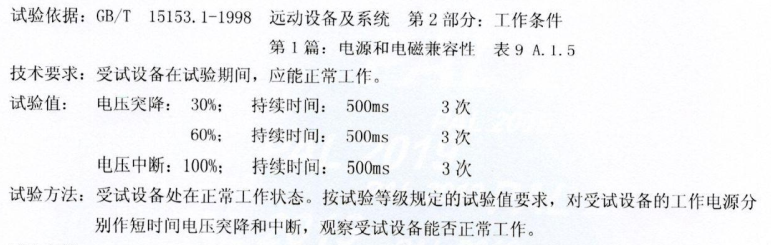 试验依据：GB/T 15153.1-1998 远动设备及系统 第2部分：工作条件
第1篇：电源和电磁兼容性 表9 A.1.5
技术要求：受试设备在试验期间，应能正常工作。
试验值： 电压突降： 30%； 持续时间： 500ms 3次
60%； 持续时间： 500ms 3次
电压中断：100%； 持续时间： 500ms 3次
试验方法：受试设备处在正常工作状态。按试验等级规定的试验值要求，对受试设备的工作电源分
别作短时间电压突降和中断，观察受试设备能否正常工作。